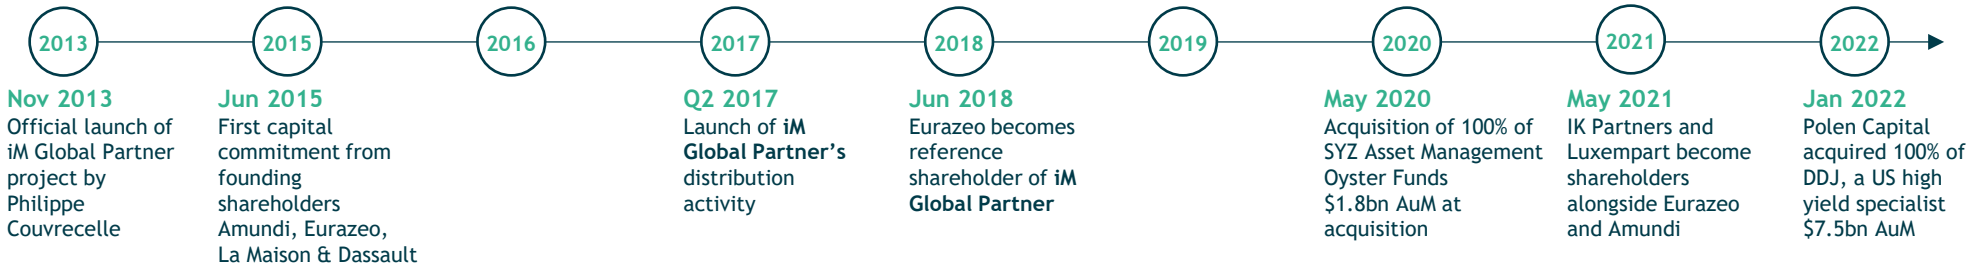 2013
2015
2016
2017
2018
2019
2020
2021
2022
Nov 2013
Official launch of
iM Global Partner
project by
Philippe
Couvrecelle
Jun 2015
First capital
commitment from
founding
shareholders
Amundi, Eurazeo,
La Maison & Dassault
Q2 2017
Launch of iM
Global Partner’s
distribution
activity
Jun 2018
Eurazeo becomes
reference
shareholder of iM
Global Partner
May 2020
Acquisition of 100% of
SYZ Asset Management
Oyster Funds
$1.8bn AuM at
acquisition
May 2021
IK Partners and
Luxempart become
shareholders
alongside Eurazeo
and Amundi
Jan 2022
Polen Capital
acquired 100% of
DDJ, a US high
yield specialist
$7.5bn AuM